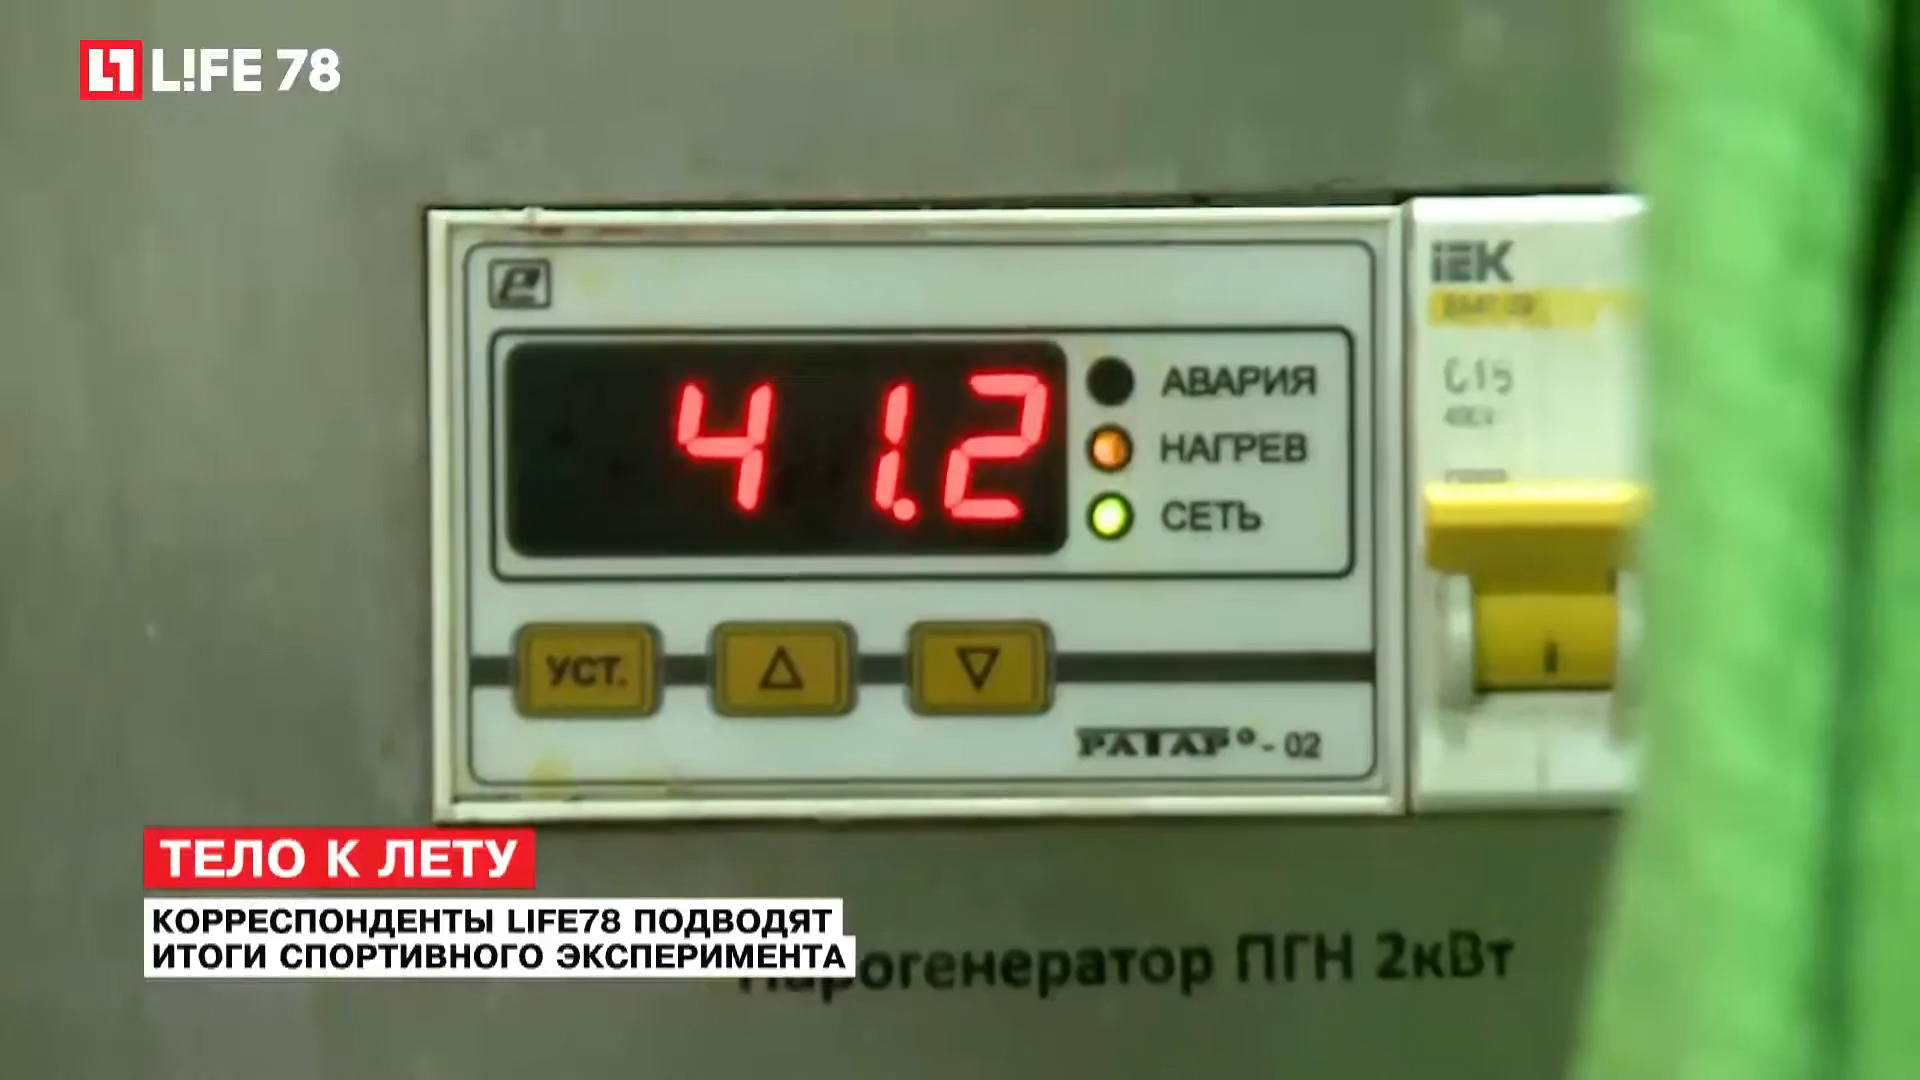 L!FE 78
41.2
АВАРИЯ
НАГРЕВ
СЕТЬ
УСТ.
РАТАР® - 02
iEK
C16
ТЕЛО К ЛЕТУ
КОРРЕСПОНДЕНТЫ LIFE78 ПОДВОДЯТ
ИТОГИ СПОРТИВНОГО ЭКСПЕРИМЕНТА
Парогенератор ПГН 2кВт